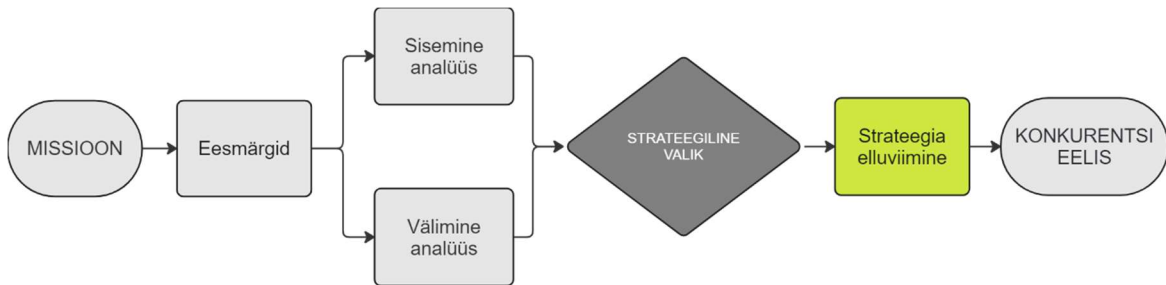 MISSIOON
Eesmärgid
Sisemine
analüüs
Välimine
analüüs
STRATEEGILINE
VALIK
Strateegia
elluviimine
KONKURENTSI
EELIS